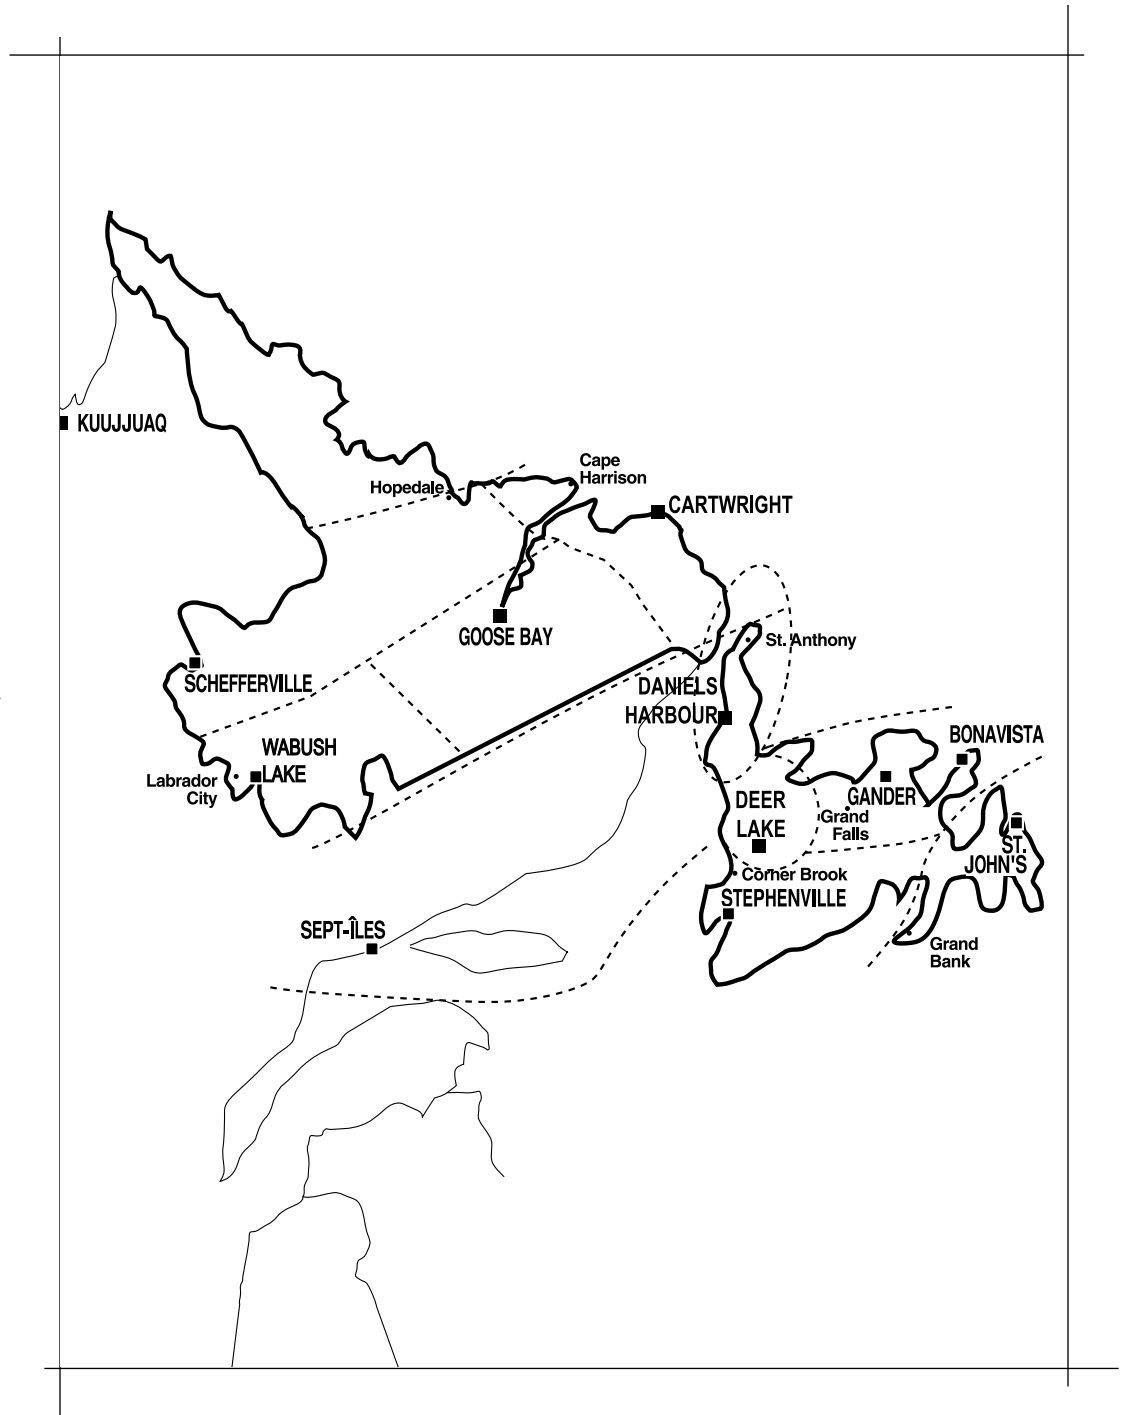 KUUJJUAQ
Cape
Harrison
Hopedale
CARTWRIGHT
GOOSE BAY
St. Anthony
SCHEFFERVILLE
DANIELS
HARBOUR
WABUSH
LAKE
BONAVISTA
Labrador
City
DEER
LAKE
GANDER
Grand
Falls
ST.
JOHN'S
Corner Brook
STEPHENVILLE
SEPT-ÎLES
Grand
Bank